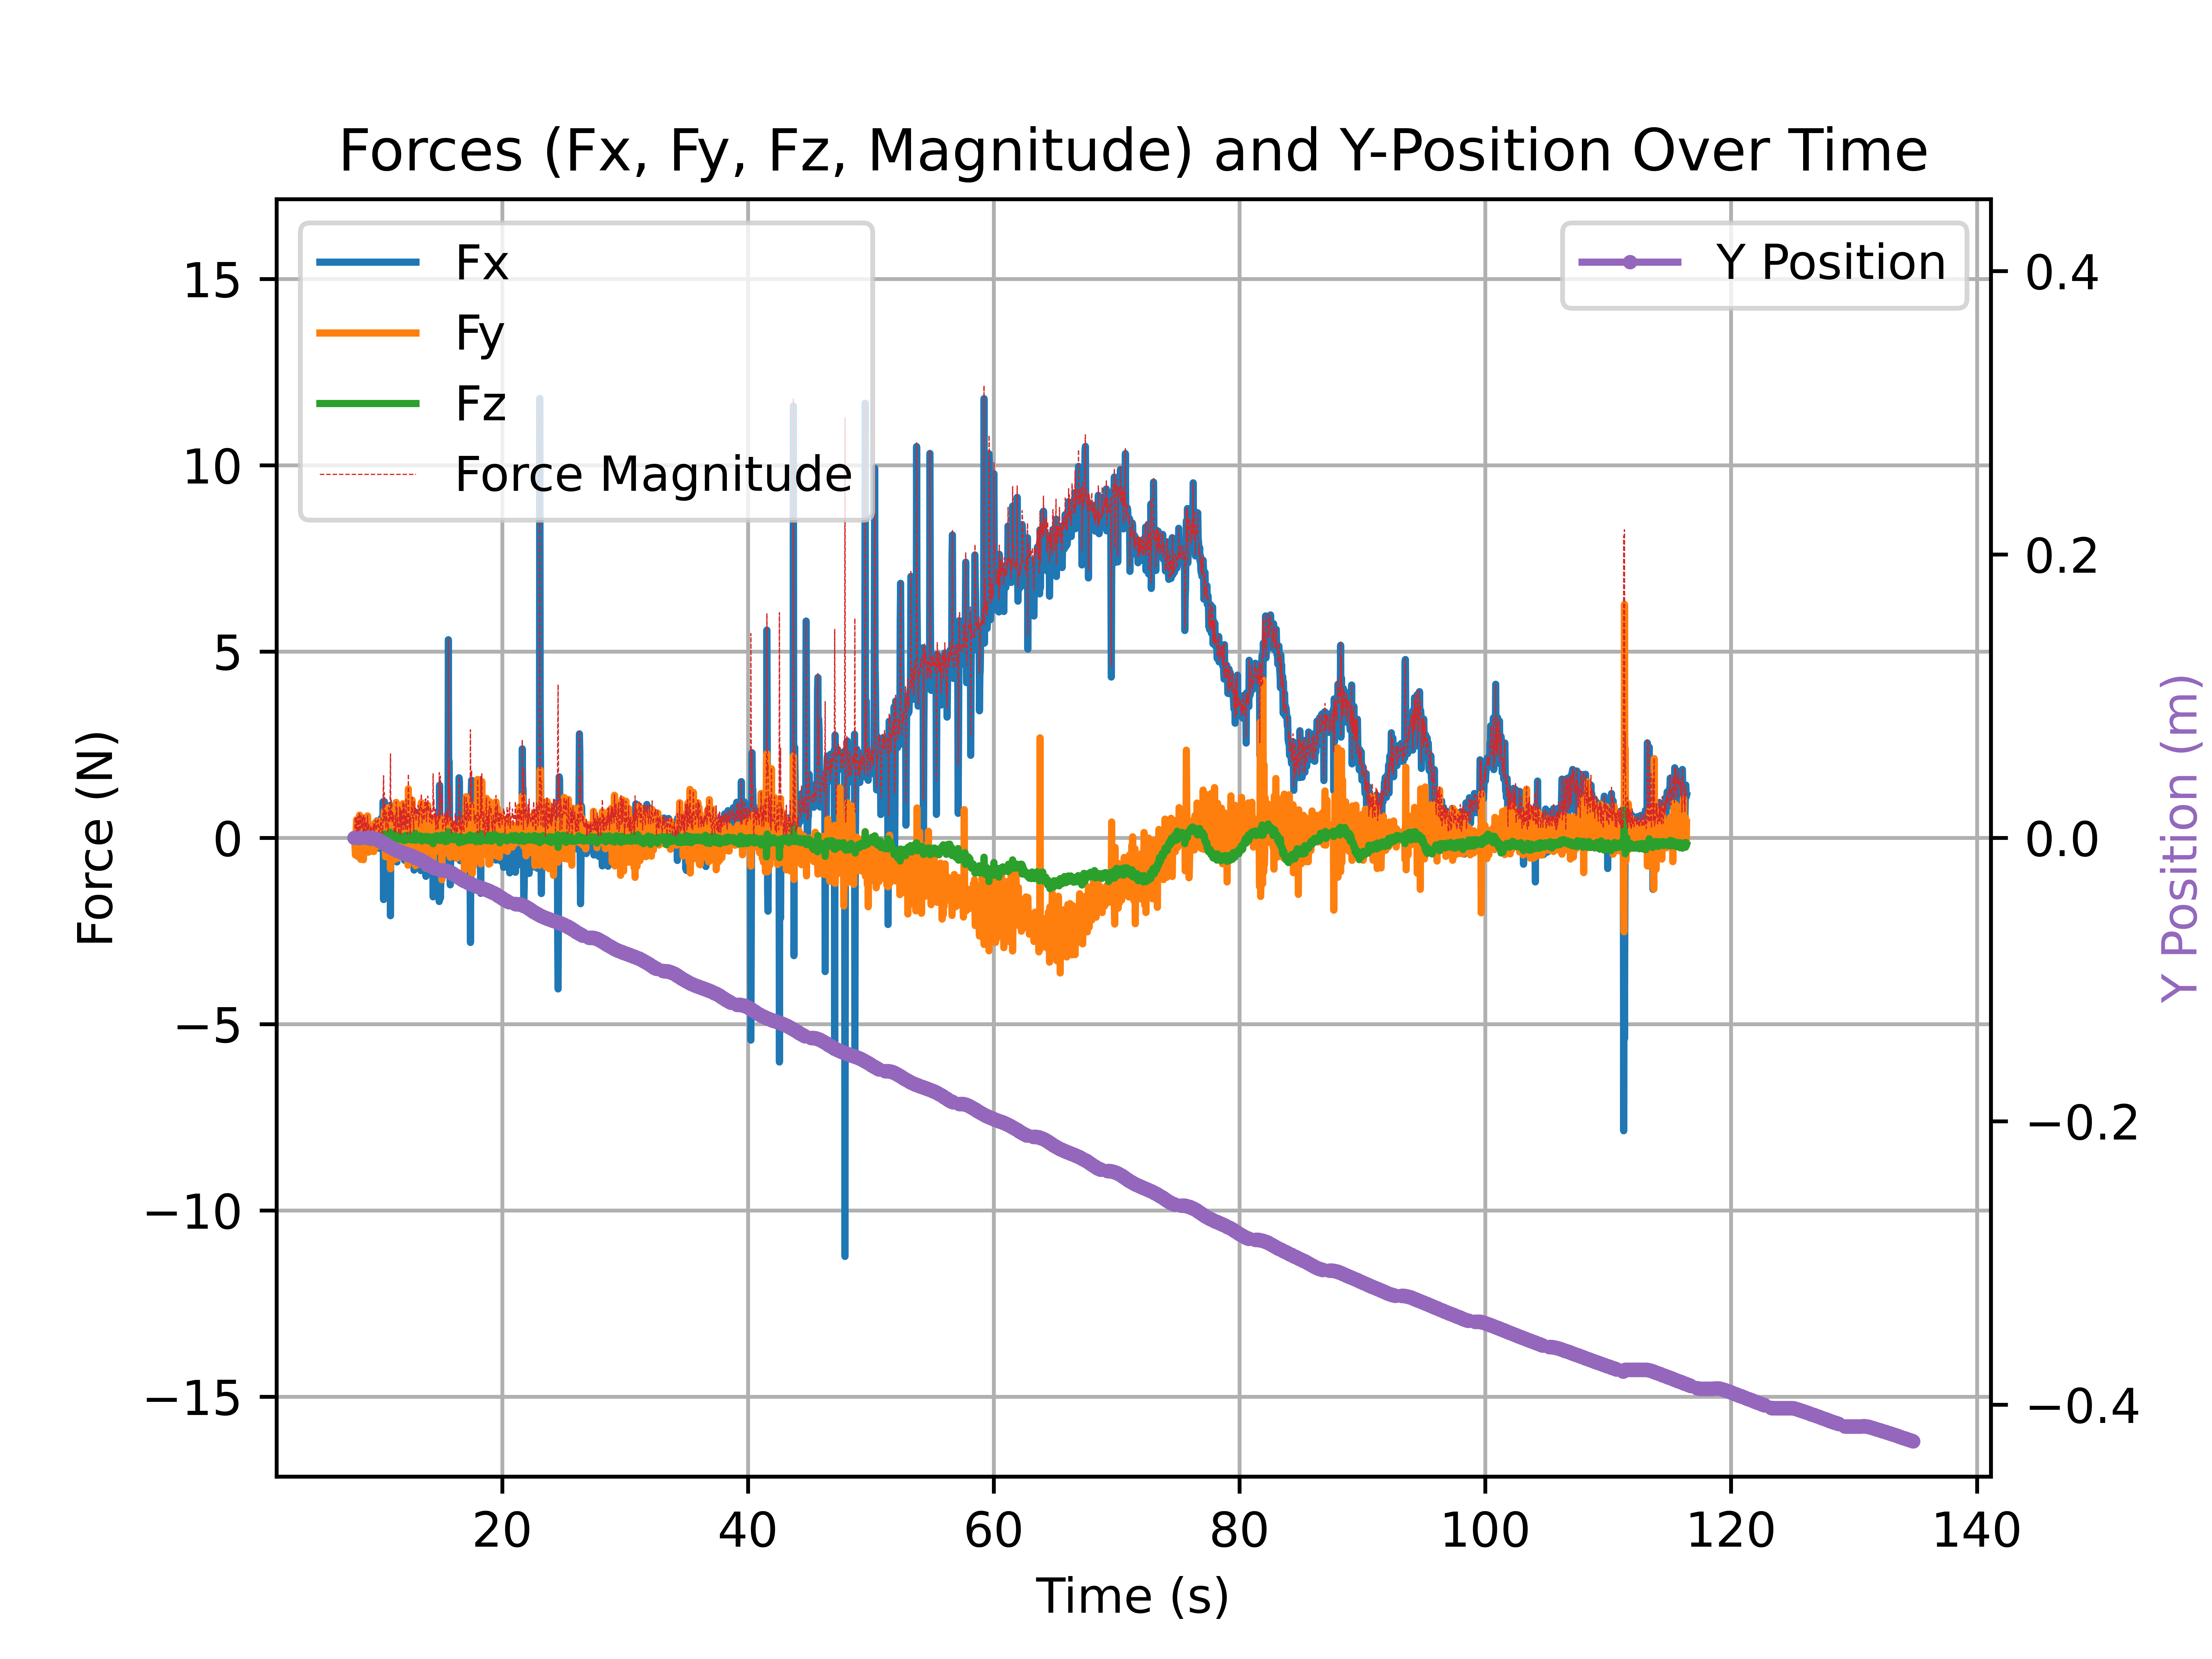 Forces (Fx, Fy, Fz, Magnitude) and Y-Position Over Time
Fx
Fy
Fz
Force Magnitude
Y Position
15
10
5
0
−5
−10
−15
Force (N)
0.4
0.2
0.0
−0.2
−0.4
Y Position (m)
20 40 60 80 100 120 140
Time (s)